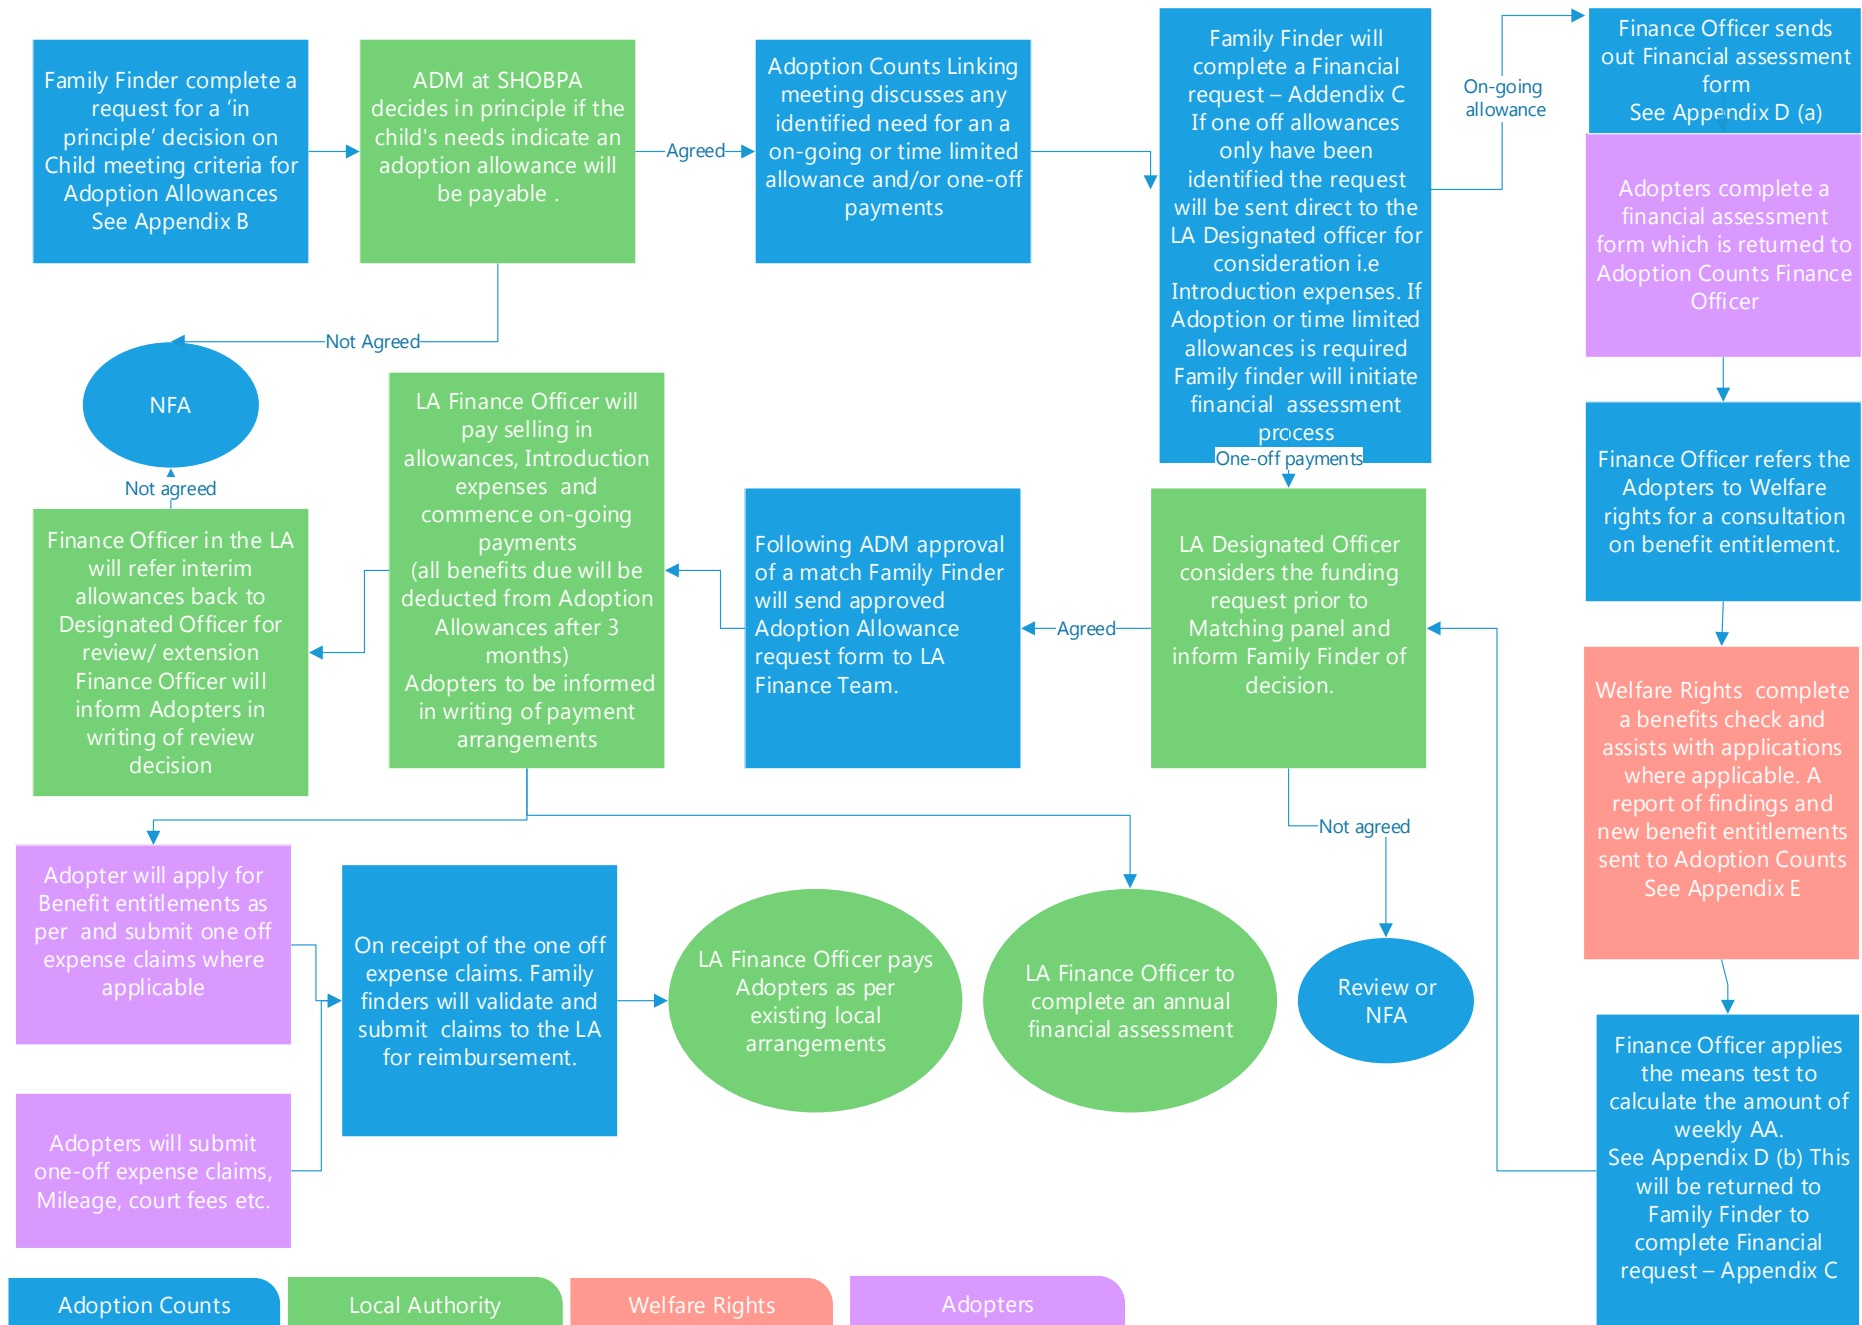 Family Finder complete a
request for a ‘in
principle’ decision on
Child meeting criteria for
Adoption Allowances
See Appendix B
ADM at SHOBPA
decides in principle if the
child's needs indicate an
adoption allowance will
be payable .
Agreed
Adoption Counts Linking
meeting discusses any
identified need for an a
on-going or time limited
allowance and/or one-off
payments
Family Finder will
complete a Financial
request – Addendix C
If one off allowances
only have been
identified the request
will be sent direct to the
LA Designated officer for
consideration i.e
Introduction expenses. If
Adoption or time limited
allowances is required
Family finder will initiate
financial assessment
process
On-going
allowance
Finance Officer sends
out Financial assessment
form
See Appendix D (a)
Adopters complete a
financial assessment
form which is returned to
Adoption Counts Finance
Officer
Not Agreed
NFA
Not agreed
Finance Officer in the LA
will refer interim
allowances back to
Designated Officer for
review/ extension
Finance Officer will
inform Adopters in
writing of review
decision
LA Finance Officer will
pay selling in
allowances, Introduction
expenses and
commence on-going
payments
(all benefits due will be
deducted from Adoption
Allowances after 3
months)
Adopters to be informed
in writing of payment
arrangements
Following ADM approval
of a match Family Finder
will send approved
Adoption Allowance
request form to LA
Finance Team.
Agreed
One-off payments
LA Designated Officer
considers the funding
request prior to
Matching panel and
inform Family Finder of
decision.
Finance Officer refers the
Adopters to Welfare
rights for a consultation
on benefit entitlement.
Welfare Rights complete
a benefits check and
assists with applications
where applicable. A
report of findings and
new benefit entitlements
sent to Adoption Counts
See Appendix E
Not agreed
Adopter will apply for
Benefit entitlements as
per and submit one off
expense claims where
applicable
On receipt of the one off
expense claims. Family
finders will validate and
submit claims to the LA
for reimbursement.
LA Finance Officer pays
Adopters as per
existing local
arrangements
LA Finance Officer to
complete an annual
financial assessment
Review or
NFA
Finance Officer applies
the means test to
calculate the amount of
weekly AA.
See Appendix D (b) This
will be returned to
Family Finder to
complete Financial
request – Appendix C
Adopters will submit
one-off expense claims,
Mileage, court fees etc.
Adoption Counts
Local Authority
Welfare Rights
Adopters